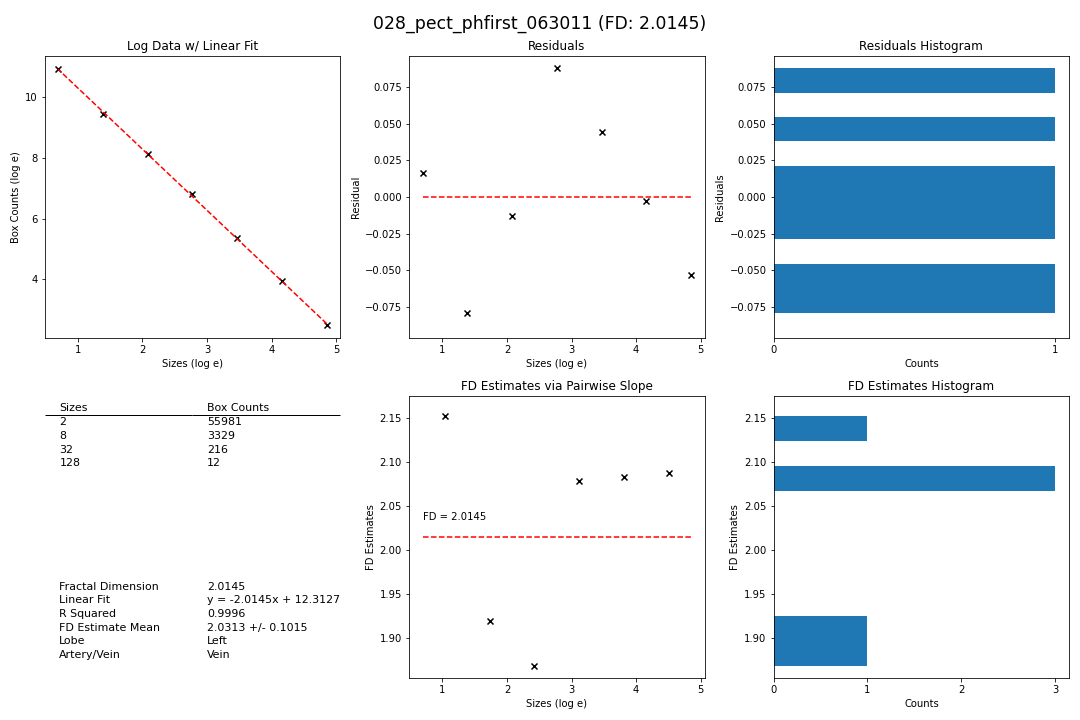 028_pect_phfirst_063011 (FD: 2.0145)
Log Data w/ Linear Fit
Box Counts (log e)
10
8
6
4
1 2 3 4 5
Sizes (log e)
Residuals
Residual
0.075
0.050
0.025
0.000
−0.025
−0.050
−0.075
1 2 3 4 5
Sizes (log e)
Residuals Histogram
Residuals
0.075
0.050
0.025
0.000
−0.025
−0.050
−0.075
0 1
Counts
Sizes Box Counts
2 55981
8 3329
32 216
128 12
Fractal Dimension 2.0145
Linear Fit y = -2.0145x + 12.3127
R Squared 0.9996
FD Estimate Mean 2.0313 +/- 0.1015
Lobe Left
Artery/Vein Vein
FD Estimates via Pairwise Slope
FD Estimates
2.15
2.10
2.05
2.00
1.95
1.90
FD = 2.0145
1 2 3 4 5
Sizes (log e)
FD Estimates Histogram
FD Estimates
2.15
2.10
2.05
2.00
1.95
1.90
0 1 2 3
Counts